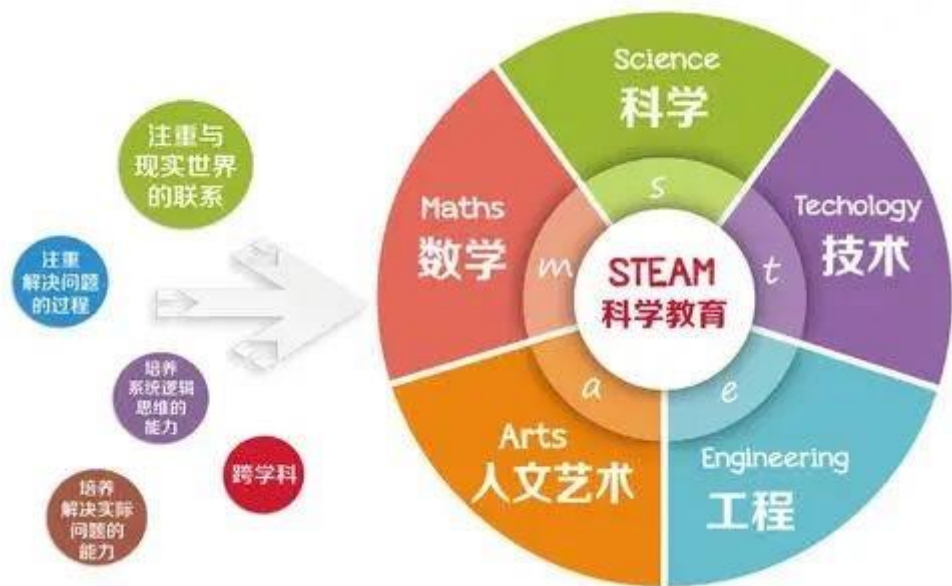 注重与
现实世界
的联系
注重
解决问题
的过程
培养
系统逻辑
思维的
能力
跨学科
培养
解决实际
问题的
能力
Science
科学
s
Techology
技术
t
Engineering
工程
e
Arts
人文艺术
a
Maths
数学
m
STEAM
科学教育